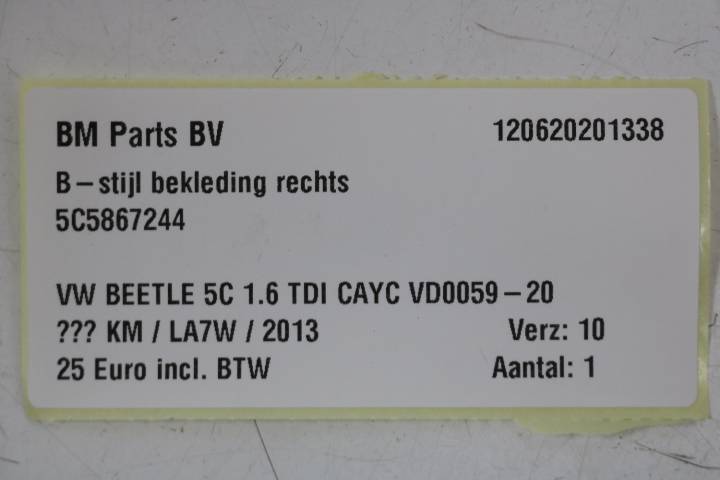 BM Parts BV 120620201338
B-stijl bekleding rechts
5C5867244
VW BEETLE 5C 1.6 TDI CAYC VD0059-20
??? KM / LA7W / 2013 Verz: 10
25 Euro incl. BTW Aantal: 1